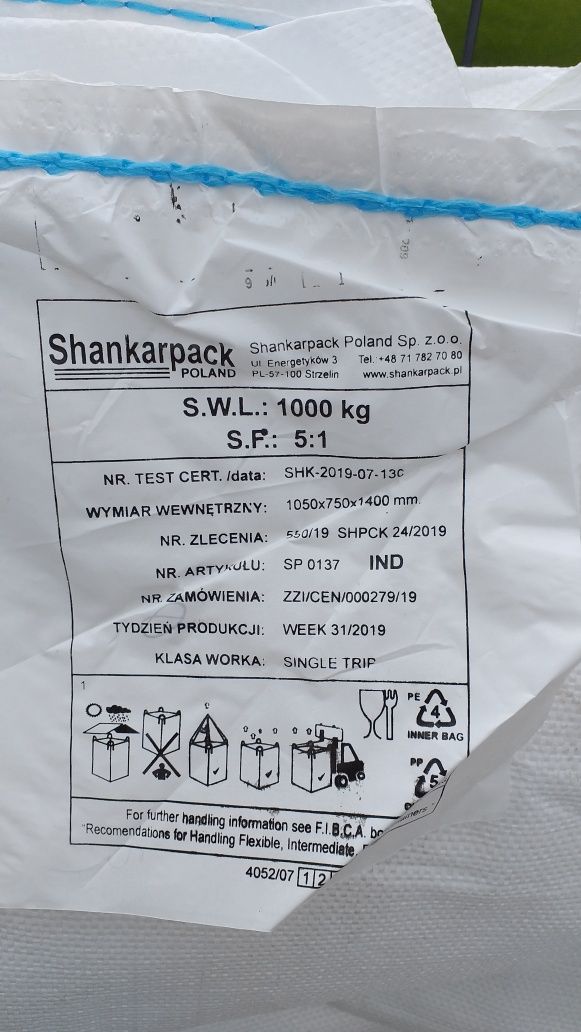 Shankarpack
POLAND
Shankarpack Poland Sp. z.o.o.
Ul. Energetyków 3 Tel. +48 71 782 70 80
PL-57-100 Strzelin www.shankarpack.pl
S.W.L.: 1000 kg
S.F.: 5:1
NR. TEST CERT. /data: SHK-2019-07-130
WYMIAR WEWNĘTRZNY: 1050x750x1400 mm.
NR. ZLECENIA: 550/19 SHPCK 24/2019
NR. ARTYKUŁU: SP 0137 IND
NR. ZAMÓWIENIA: ZZI/CEN/000279/19
TYDZIEŃ PRODUKCJI: WEEK 31/2019
KLASA WORKA: SINGLE TRIP
1
PE
4
INNER BAG
PP
5
For further handling information see F.I.B.C.A.
"Recomendations for Handling Flexible, Intermediate
4052/07 1 2